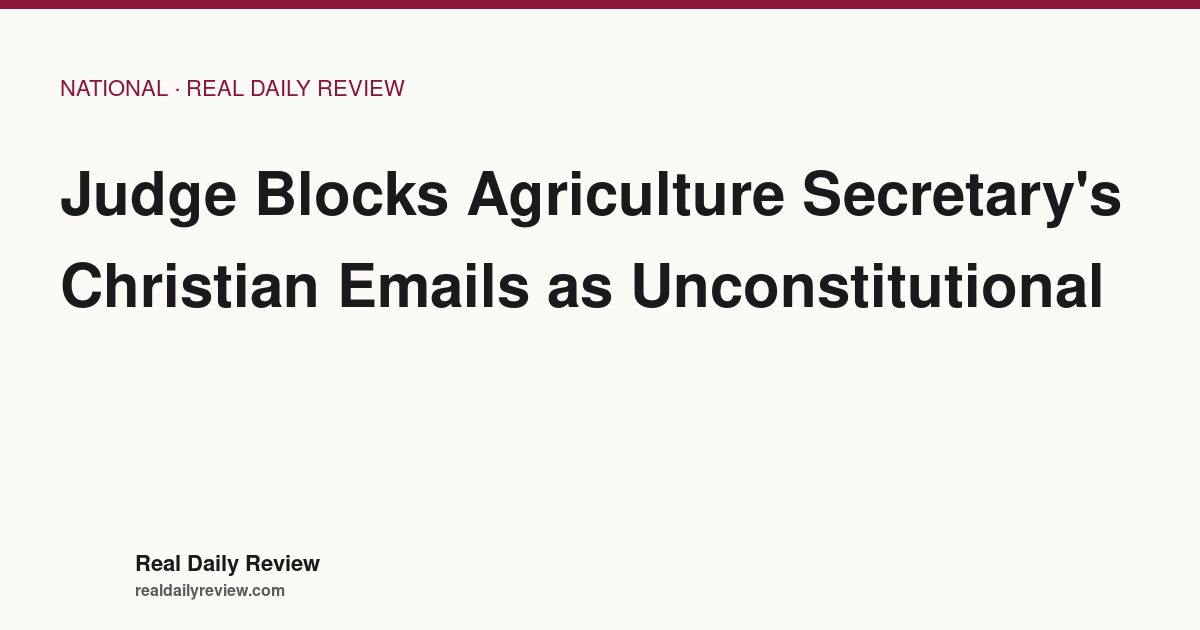 NATIONAL · REAL DAILY REVIEW
Judge Blocks Agriculture Secretary's
Christian Emails as Unconstitutional
Real Daily Review
realdailyreview.com